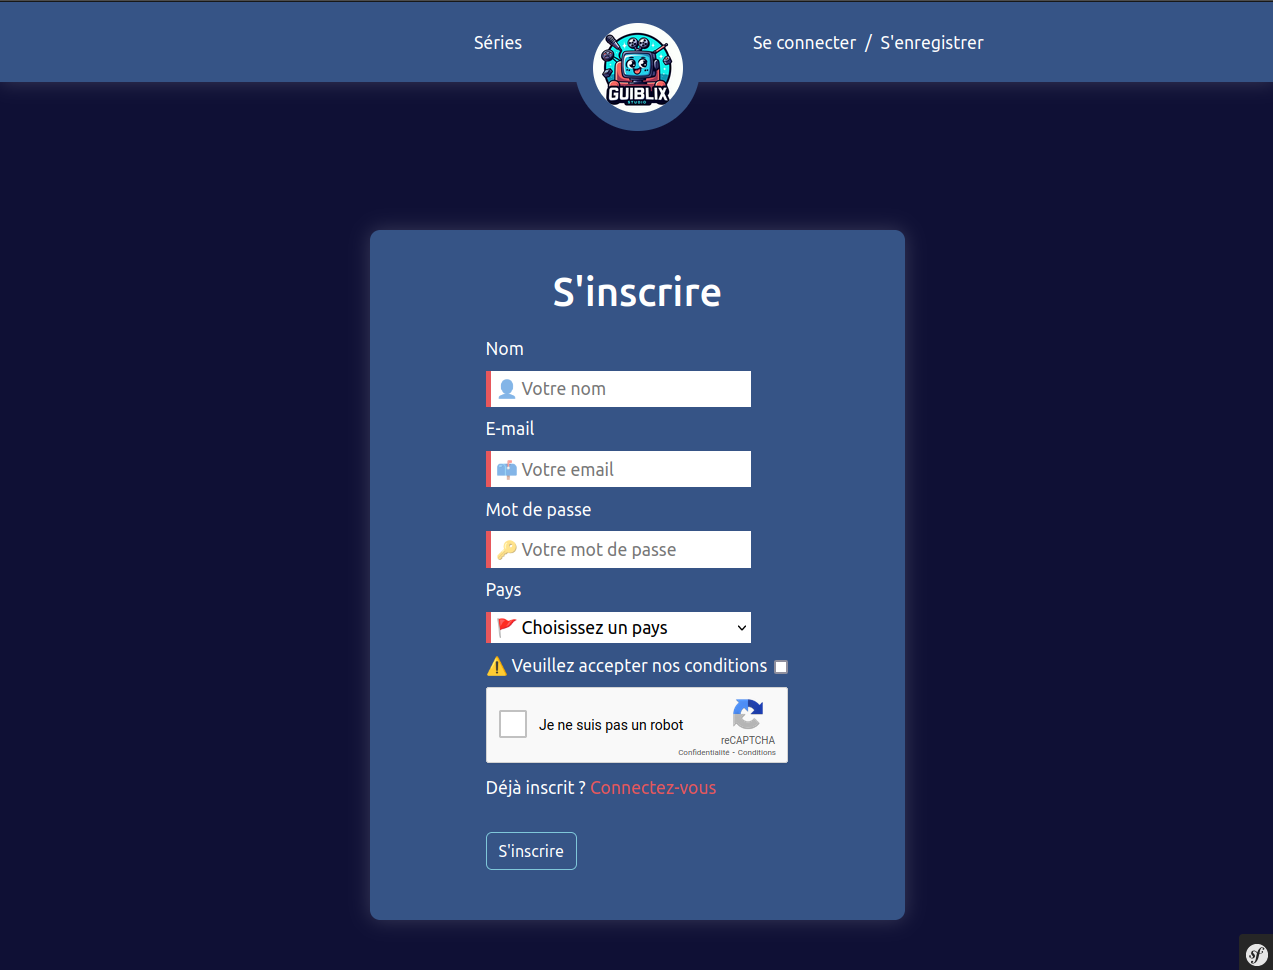 Séries
GUIBLIX
STUDIO
Se connecter / S'enregistrer
S'inscrire
Nom
Votre nom
E-mail
Votre email
Mot de passe
Votre mot de passe
Pays
Choisissez un pays
Veuillez accepter nos conditions
Je ne suis pas un robot
reCAPTCHA
Confidentialité - Conditions
Déjà inscrit ? Connectez-vous
S'inscrire
sf